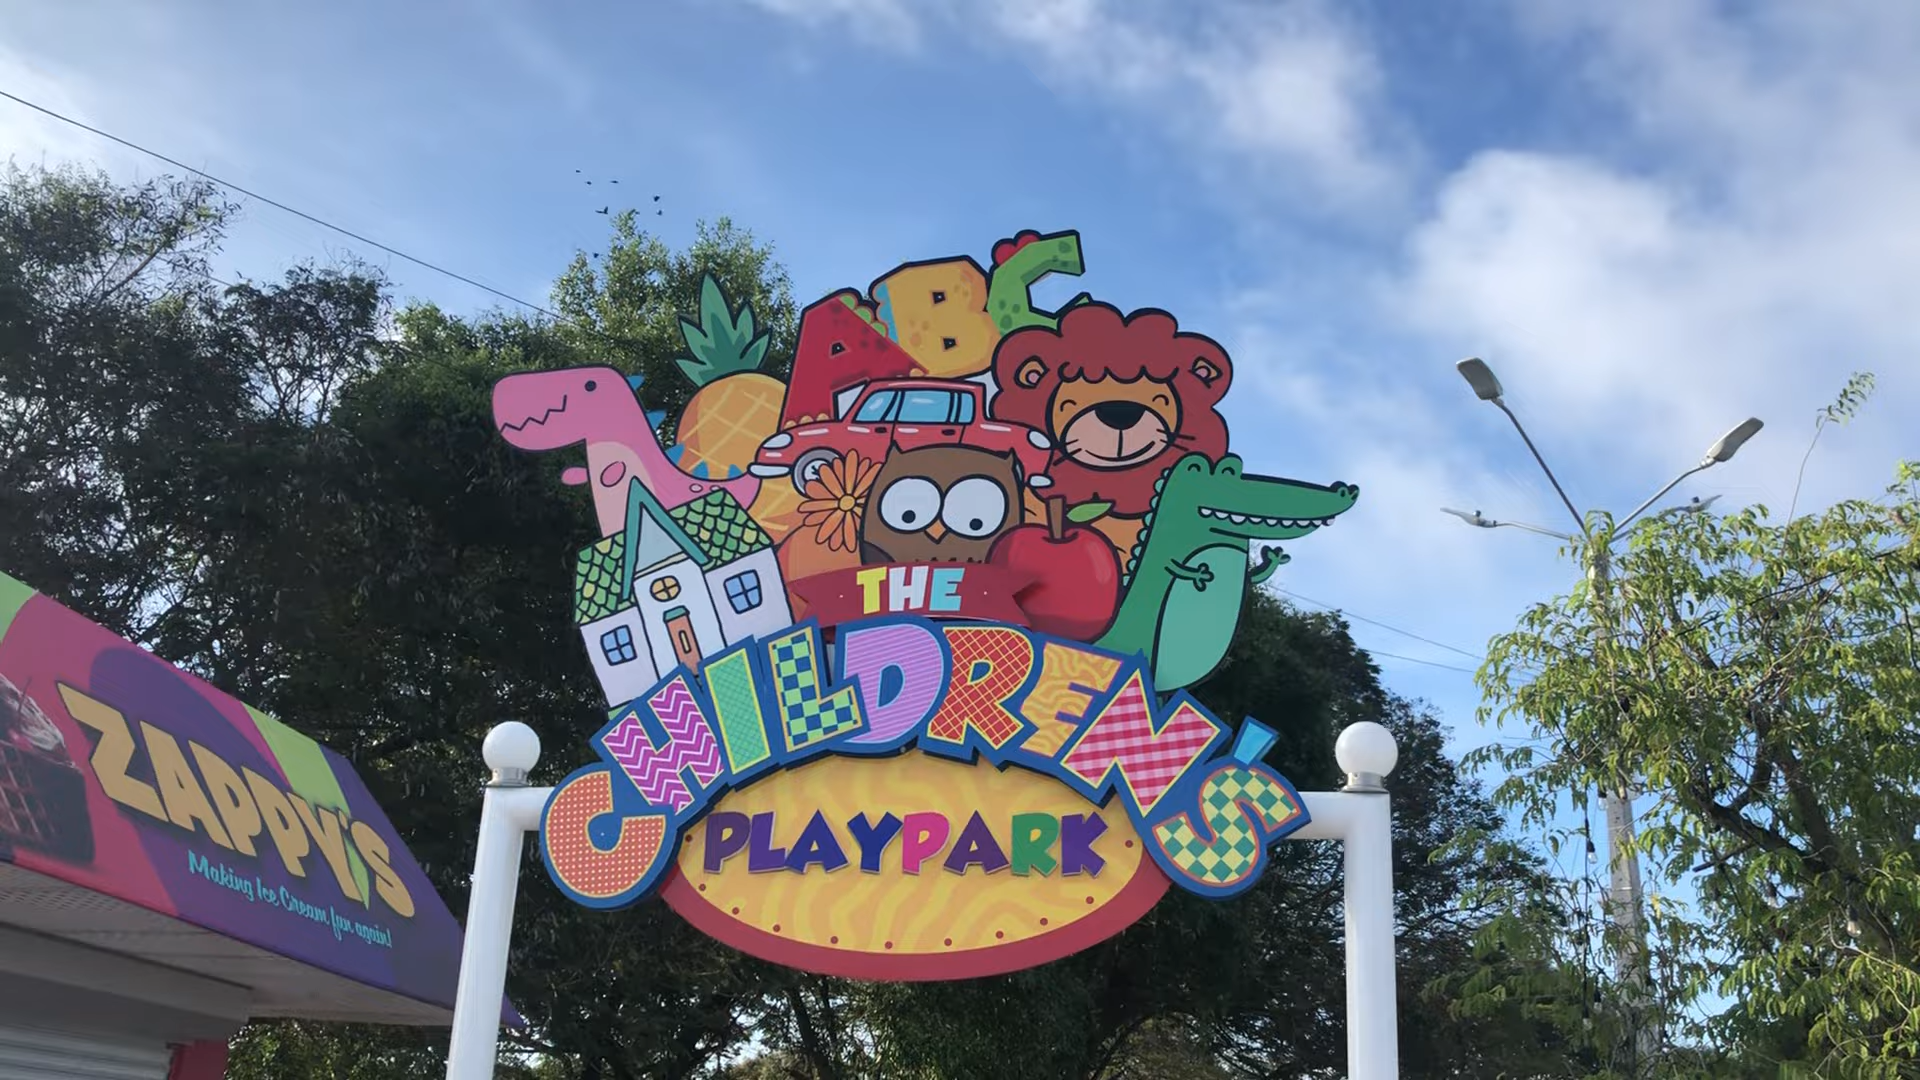 ABC
THE
CHILDREN'S
PLAYPARK
ZAPPY'S
Making Ice Cream fun again!